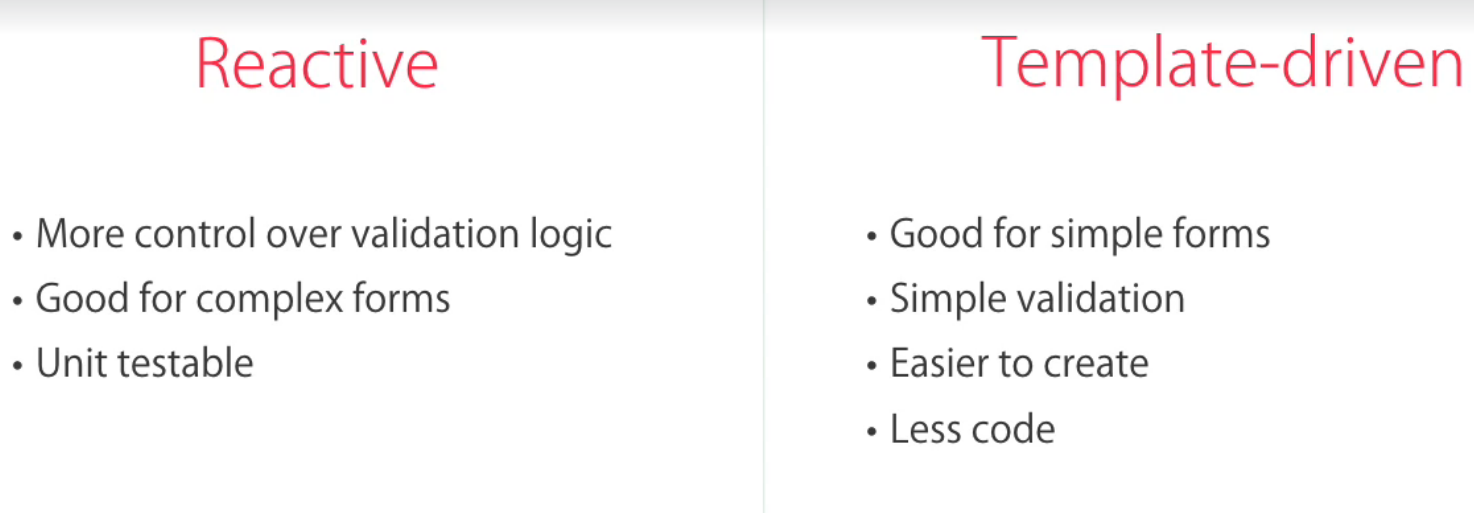 Reactive
• More control over validation logic
• Good for complex forms
• Unit testable
Template-driven
• Good for simple forms
• Simple validation
• Easier to create
• Less code